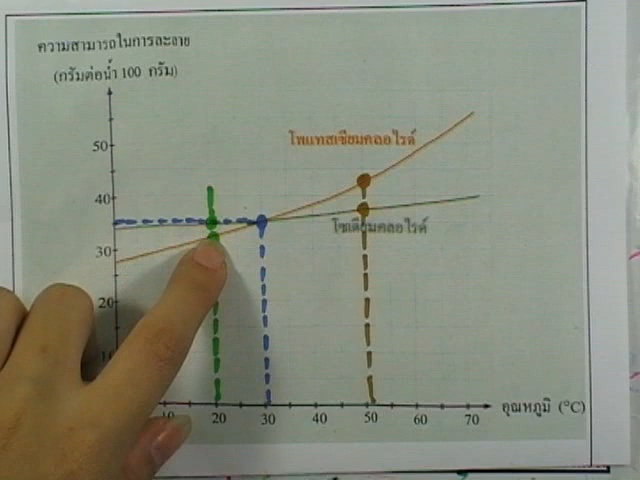 ความสามารถในการละลาย
(กรัมต่อน้ำ 100 กรัม)
50
โพแทสเซียมคลอไรด์
40
โซเดียมคลอไรด์
30
20
10
10 20 30 40 50 60 70 อุณหภูมิ (°C)